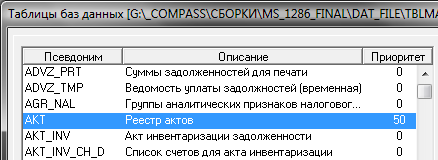 Таблицы баз данных [G:\_COMPASS\СБОРКИ\MS_1286_FINAL\DAT_FILE\TBLMA
Псевдоним Описание Приоритет
ADVZ_PRT Суммы задолженностей для печати 0
ADVZ_TMP Ведомость уплаты задолжностей (временная) 0
AGR_NAL Группы аналитических признаков налоговог... 0
AKT Реестр актов 50
AKT_INV Акт инвентаризации задолженности 0
AKT_INV_CH_D Список счетов для акта инвентаризации 0